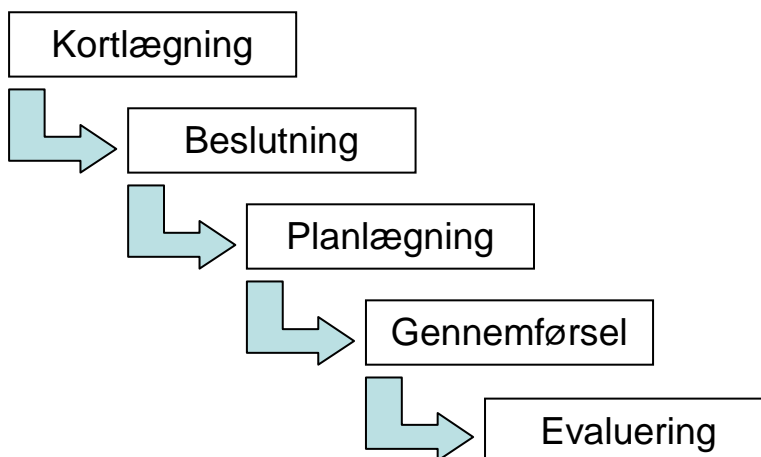 Kortlægning
Beslutning
Planlægning
Gennemførsel
Evaluering